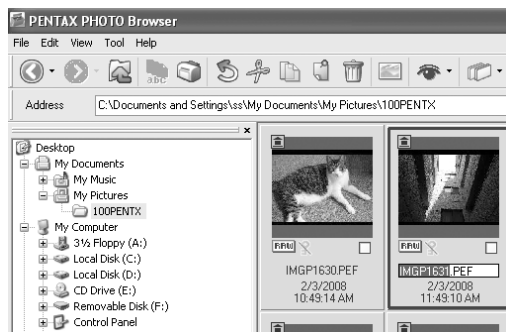 PENTAX PHOTO Browser
File Edit View Tool Help
abc
Address C:\Documents and Settings\ss\My Documents\My Pictures\100PENTX
x
Desktop
My Documents
My Music
My Pictures
100PENTX
My Computer
3½ Floppy (A:)
Local Disk (C:)
Local Disk (D:)
CD Drive (E:)
Removable Disk (F:)
Control Panel
RAW
IMGP1630.PEF
2/3/2008
10:49:14 AM
RAW
IMGP1631.PEF
2/3/2008
11:49:10 AM